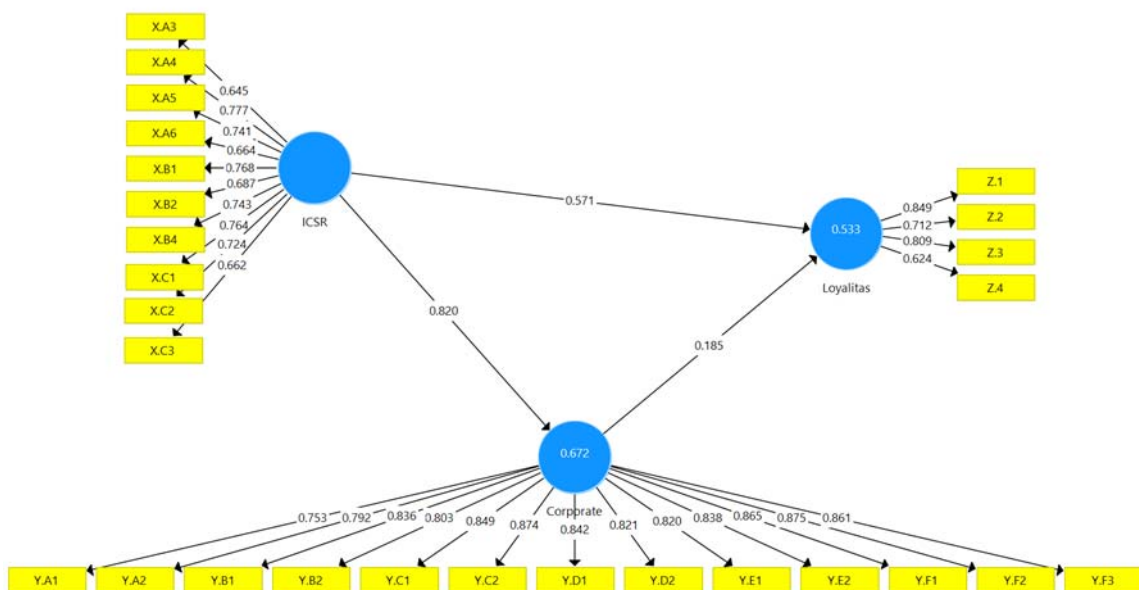 X.A3
X.A4
X.A5
X.A6
X.B1
X.B2
X.B4
X.C1
X.C2
X.C3
0.645
0.777
0.741
0.664
0.768
0.687
0.743
0.764
0.724
0.662
ICSR
0.571
0.820
0.185
0.533
Loyalitas
0.849
0.712
0.809
0.624
Z.1
Z.2
Z.3
Z.4
0.672
Corporate
0.753 0.792 0.836 0.803 0.849 0.874 0.842 0.821 0.820 0.838 0.865 0.875 0.861
Y.A1 Y.A2 Y.B1 Y.B2 Y.C1 Y.C2 Y.D1 Y.D2 Y.E1 Y.E2 Y.F1 Y.F2 Y.F3